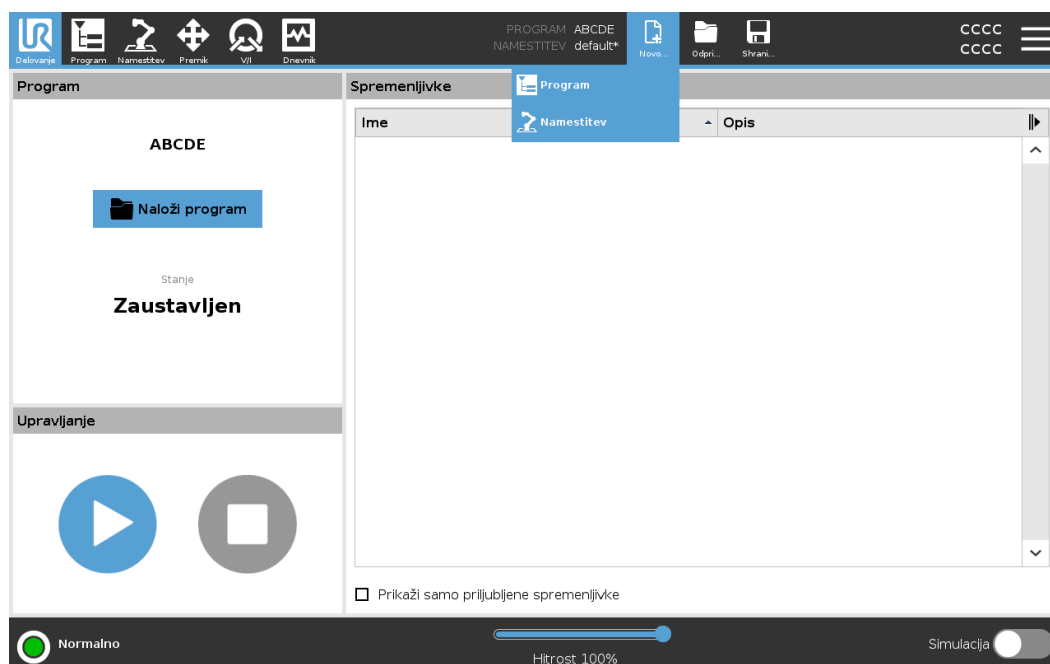 PROGRAM ABCDE
NAMESTITEV default*
CCCC
CCCC
Delovanje Program Namestitev Premik V/I Dnevnik Novo... Odpri... Shrani...
Program
Spremenljivke
Program
Namestitev
Ime Opis
ABCDE
Naloži program
Stanje
Zaustavljen
Upravljanje
Prikaži samo priljubljene spremenljivke
Normalno
Hitrost 100%
Simulacija